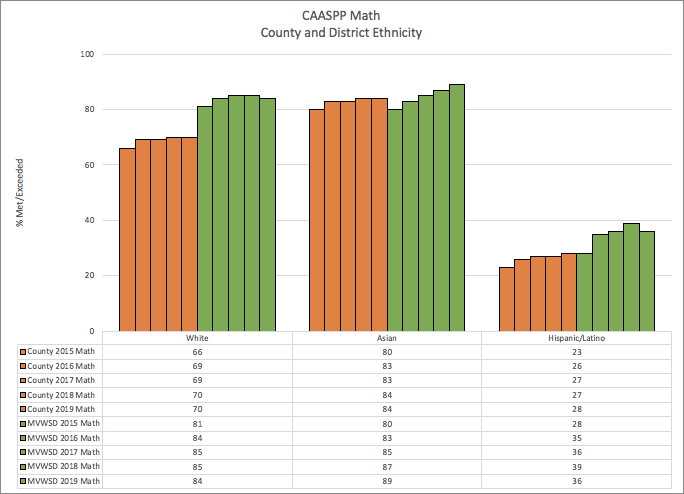 CAASPP Math
County and District Ethnicity
100
80
60
40
20
0
% Met/Exceeded
White Asian Hispanic/Latino
County 2015 Math 66 80 23
County 2016 Math 69 83 26
County 2017 Math 69 83 27
County 2018 Math 70 84 27
County 2019 Math 70 84 28
MVWSD 2015 Math 81 80 28
MVWSD 2016 Math 84 83 35
MVWSD 2017 Math 85 85 36
MVWSD 2018 Math 85 87 39
MVWSD 2019 Math 84 89 36